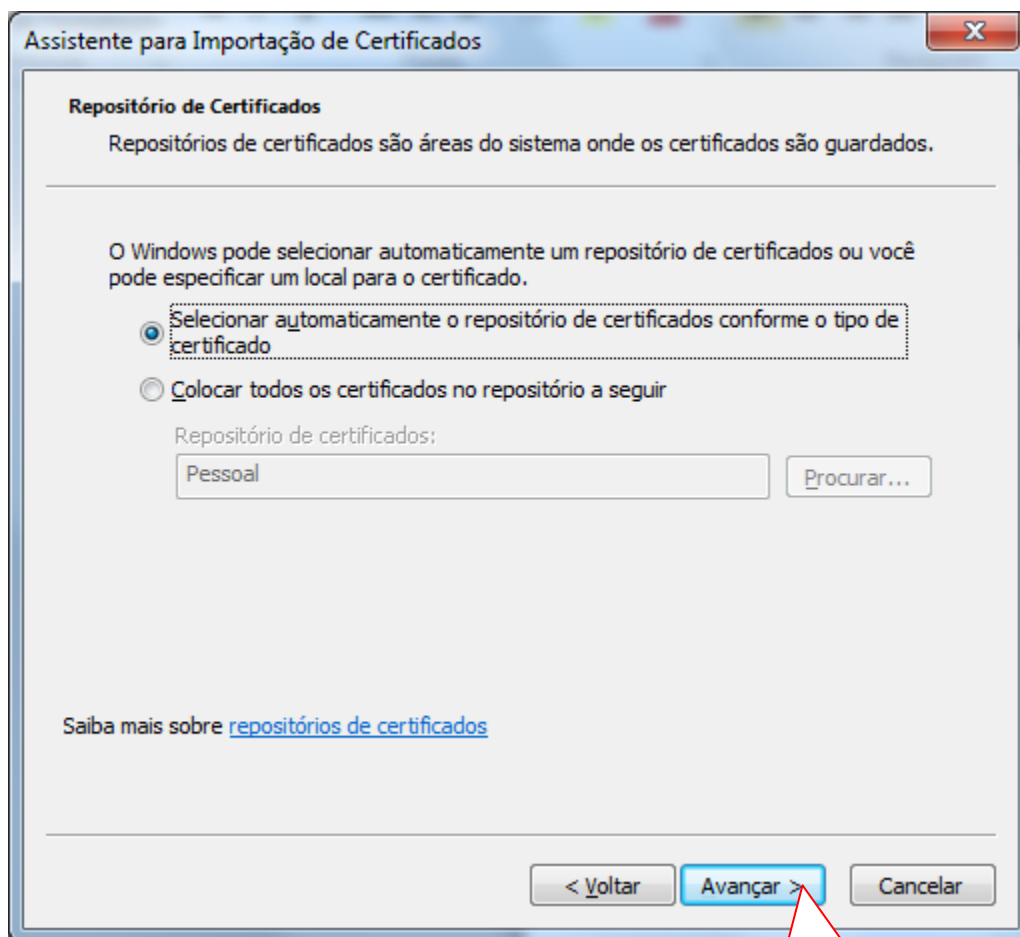 Assistente para Importação de Certificados
Repositório de Certificados
Repositórios de certificados são áreas do sistema onde os certificados são guardados.
O Windows pode selecionar automaticamente um repositório de certificados ou você
pode especificar um local para o certificado.
Selecionar automaticamente o repositório de certificados conforme o tipo de
certificado
Colocar todos os certificados no repositório a seguir
Repositório de certificados:
Pessoal
Procurar...
Saiba mais sobre repositórios de certificados
< Voltar
Avançar >
Cancelar